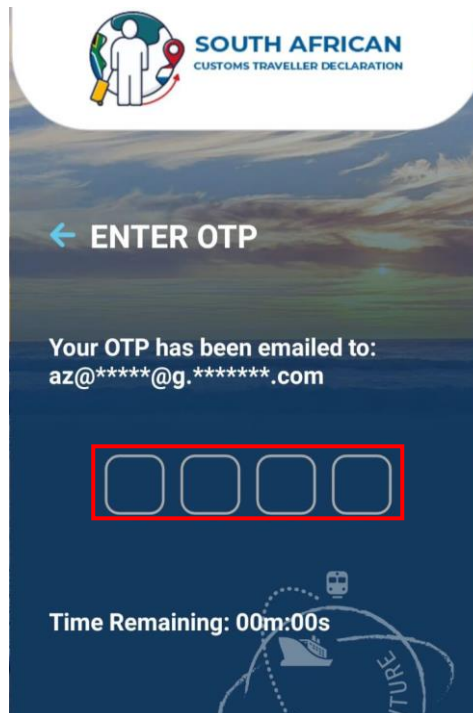 SOUTH AFRICAN
CUSTOMS TRAVELLER DECLARATION
ENTER OTP
Your OTP has been emailed to:
az@*****@g.*******.com
Time Remaining: 00m:00s
TURE